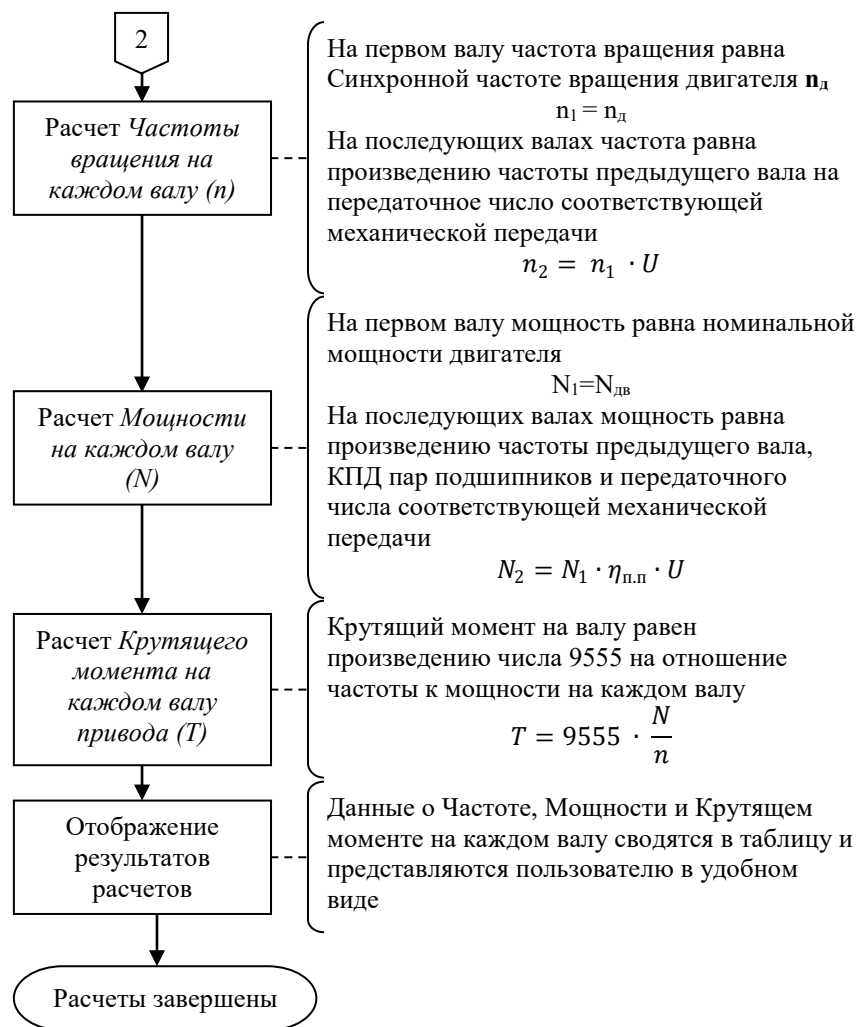 2
Расчет Частоты
вращения на
каждом валу (n)
На первом валу частота вращения равна
Синхронной частоте вращения двигателя nд
n1 = nд
На последующих валах частота равна
произведению частоты предыдущего вала на
передаточное число соответствующей
механической передачи
n2 = n1 · U
Расчет Мощности
на каждом валу
(N)
На первом валу мощность равна номинальной
мощности двигателя
N1=Nдв
На последующих валах мощность равна
произведению частоты предыдущего вала,
КПД пар подшипников и передаточного
числа соответствующей механической
передачи
N2 = N1 · ηп.п · U
Расчет Крутящего
момента на
каждом валу
привода (T)
Крутящий момент на валу равен
произведению числа 9555 на отношение
частоты к мощности на каждом валу
T = 9555 · N/n
Отображение
результатов
расчетов
Данные о Частоте, Мощности и Крутящем
моменте на каждом валу сводятся в таблицу и
представляются пользователю в удобном
виде
Расчеты завершены